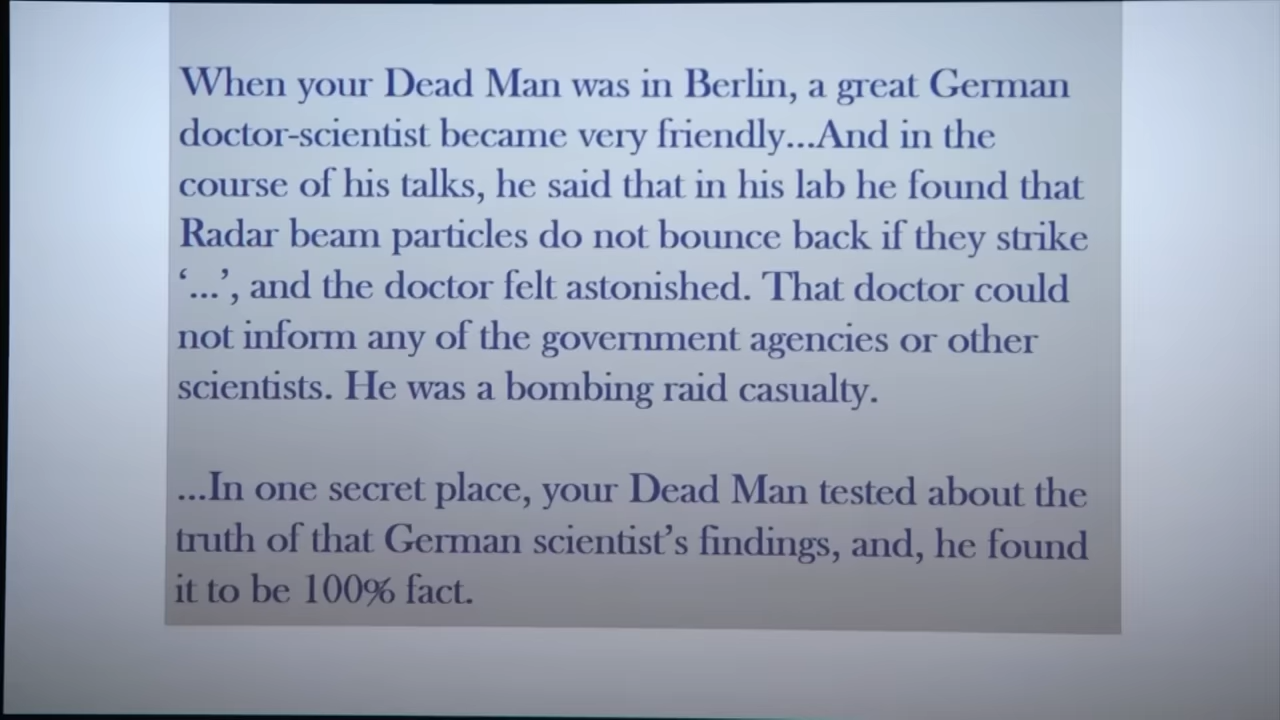 When your Dead Man was in Berlin, a great German
doctor-scientist became very friendly...And in the
course of his talks, he said that in his lab he found that
Radar beam particles do not bounce back if they strike
‘...’, and the doctor felt astonished. That doctor could
not inform any of the government agencies or other
scientists. He was a bombing raid casualty.
...In one secret place, your Dead Man tested about the
truth of that German scientist’s findings, and, he found
it to be 100% fact.